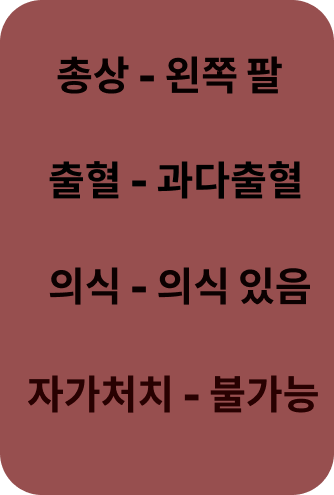 총상 - 왼쪽 팔
출혈 - 과다출혈
의식 - 의식 있음
자가처치 - 불가능